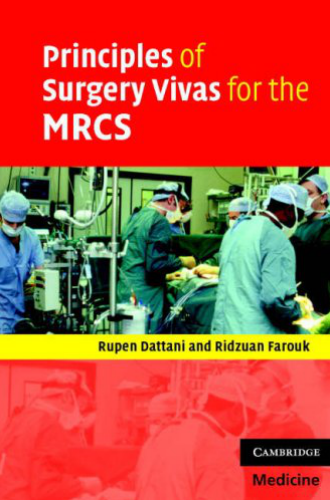 Principles of
Surgery Vivas for the
MRCS
Rupen Dattani and Ridzuan Farouk
CAMBRIDGE
Medicine